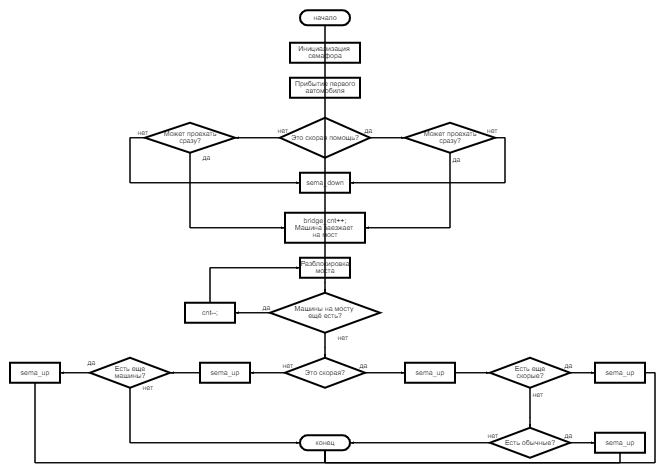 начало
Инициализация
семафора
Прибытие первого
автомобиля
нет
Может проехать
сразу?
да
нет
Это скорая помощь?
да
Может проехать
сразу?
нет
да
sema_down
bridge_cnt++;
Машина заезжает
на мост
Разблокировка
моста
cnt--;
да
Машины на мосту
ещё есть?
нет
sema_up
да
Есть еще
машины?
нет
sema_up
нет
Это скорая?
да
sema_up
Есть еще
скорые?
да
sema_up
нет
конец
нет
Есть обычные?
да
sema_up